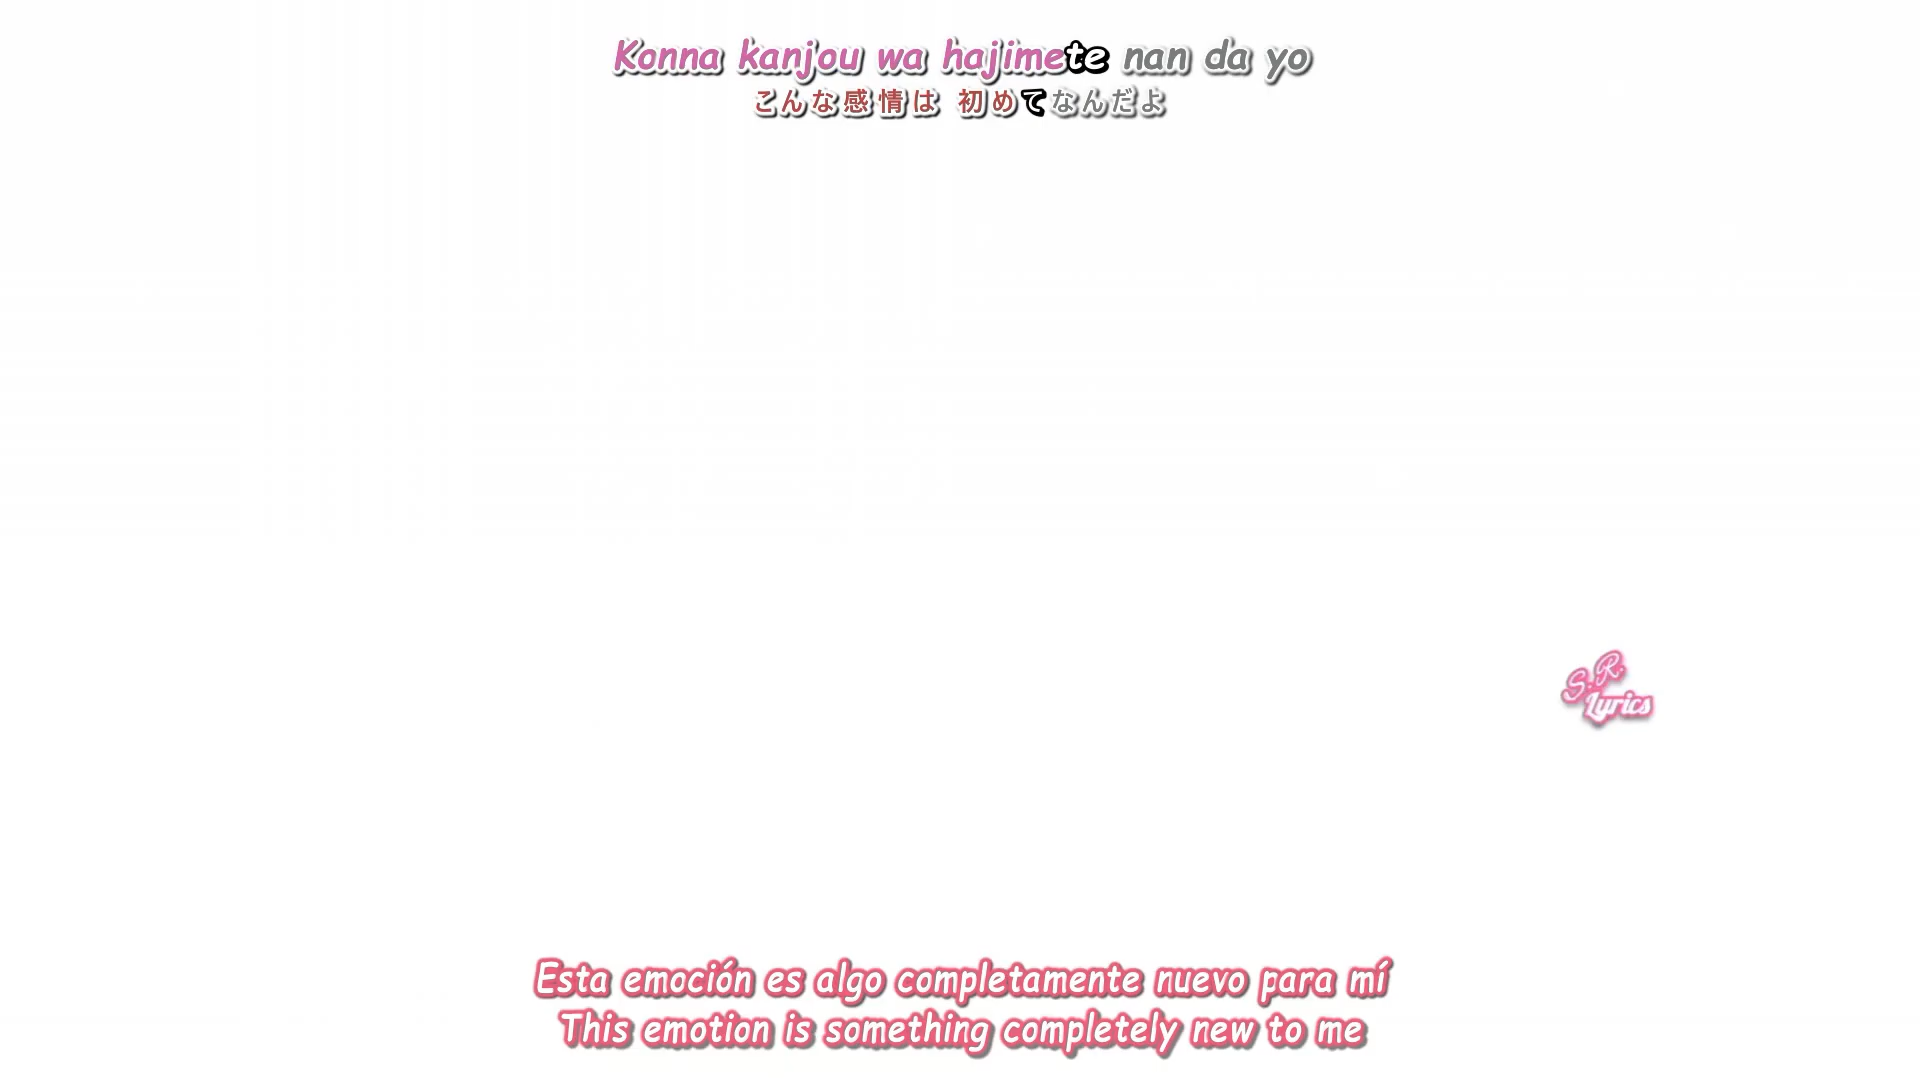 Konna kanjou wa hajimete nan da yo
こんな感情は 初めてなんだよ
S.R.
Lyrics
Esta emoción es algo completamente nuevo para mí
This emotion is something completely new to me